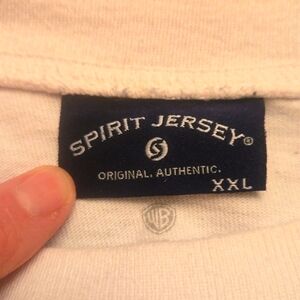 SPIRIT JERSEY®
S
ORIGINAL. AUTHENTIC.
XXL
WB